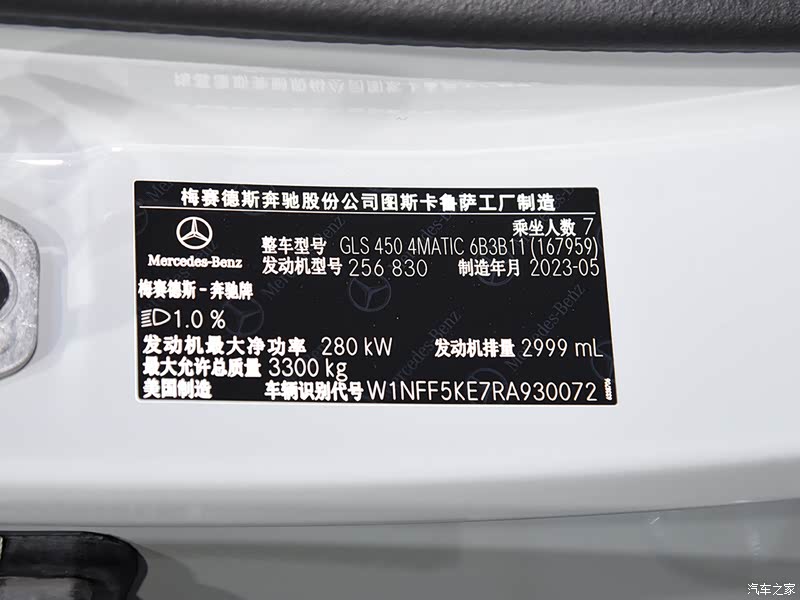 梅赛德斯奔驰股份公司图斯卡鲁萨工厂制造
乘坐人数 7
Mercedes-Benz
整车型号 GLS 450 4MATIC 6B3B11 (167959)
发动机型号 256 830 制造年月 2023-05
梅赛德斯-奔驰牌
1.0 %
发动机最大净功率 280 kW 发动机排量 2999 mL
最大允许总质量 3300 kg
美国制造 车辆识别代号 W1NFF5KE7RA930072
汽车之家